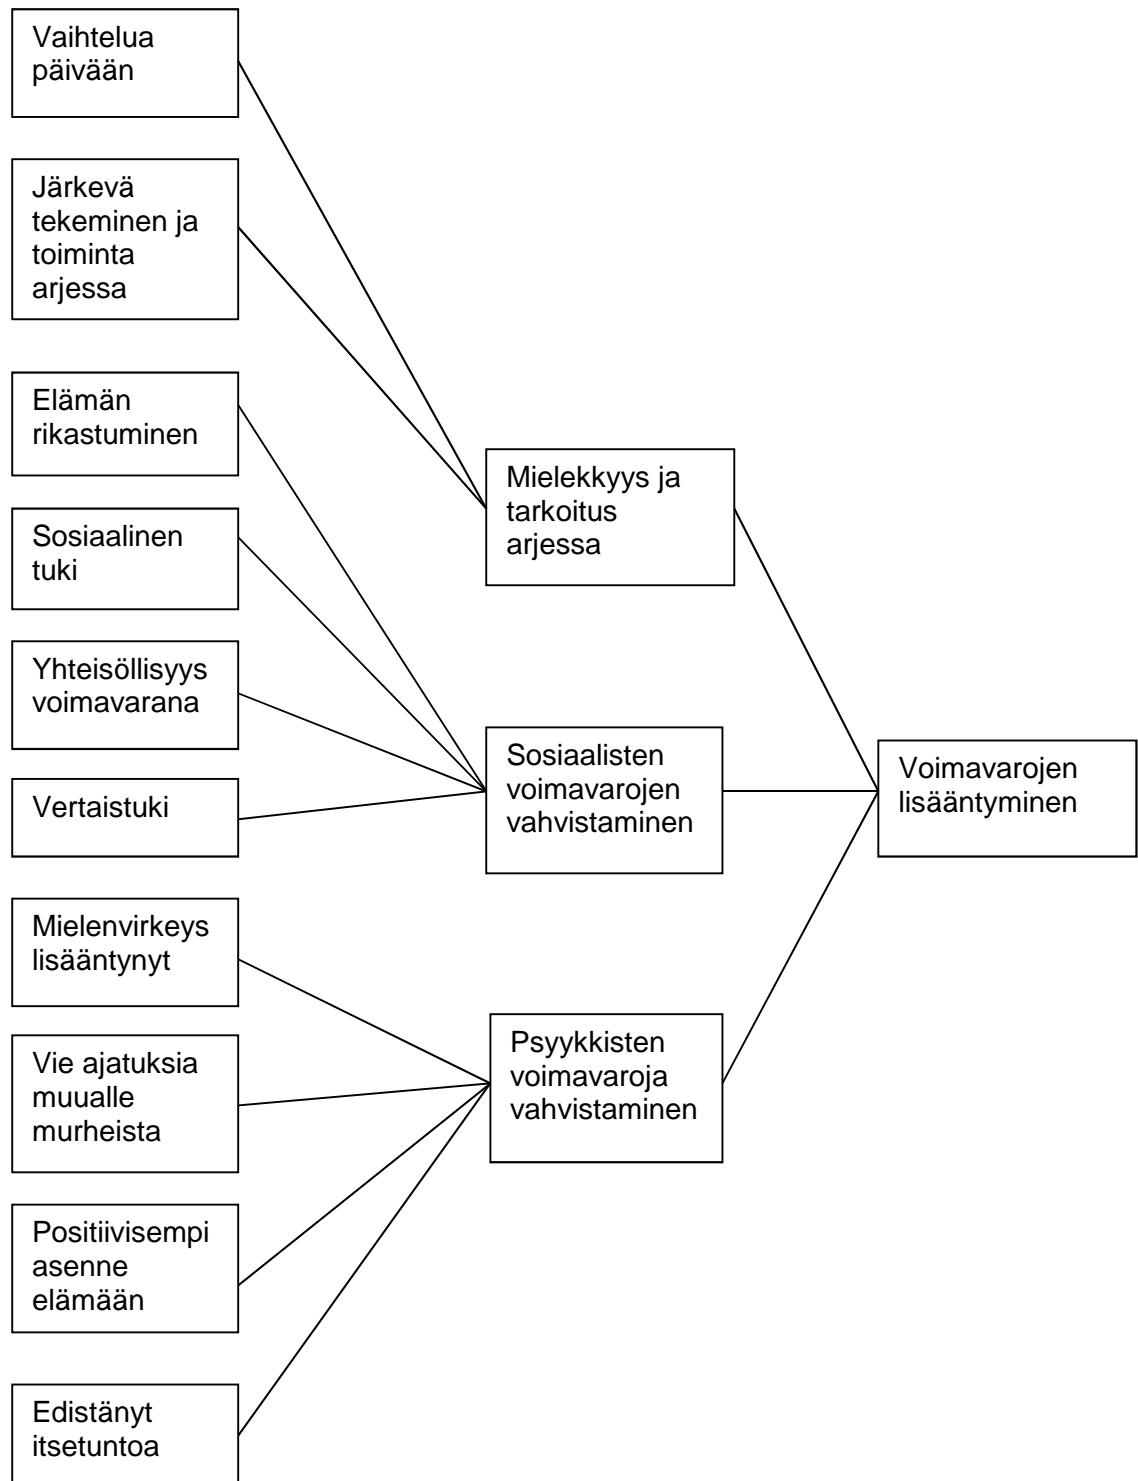 Vaihtelua
päivään
Järkevä
tekeminen ja
toiminta
arjessa
Elämän
rikastuminen
Sosiaalinen
tuki
Yhteisöllisyys
voimavarana
Vertaistuki
Mielenvirkeys
lisääntynyt
Vie ajatuksia
muualle
murheista
Positiivisempi
asenne
elämään
Edistänyt
itsetuntoa
Mielekkyys ja
tarkoitus
arjessa
Sosiaalisten
voimavarojen
vahvistaminen
Psyykkisten
voimavaroja
vahvistaminen
Voimavarojen
lisääntyminen